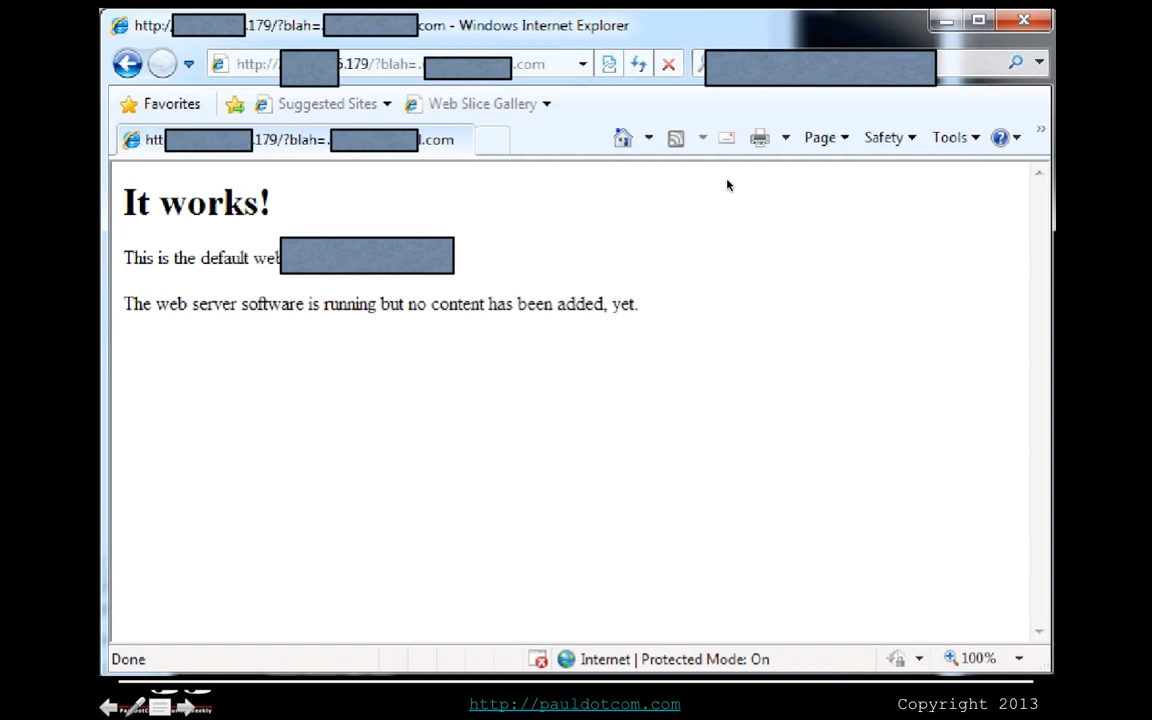 http:/ .179/?blah= com - Windows Internet Explorer
http:// .179/?blah=. .com
Favorites Suggested Sites Web Slice Gallery
htt .179/?blah=. l.com
Page Safety Tools
It works!
This is the default web
The web server software is running but no content has been added, yet.
Done Internet | Protected Mode: On 100%
http://pauldotcom.com Copyright 2013